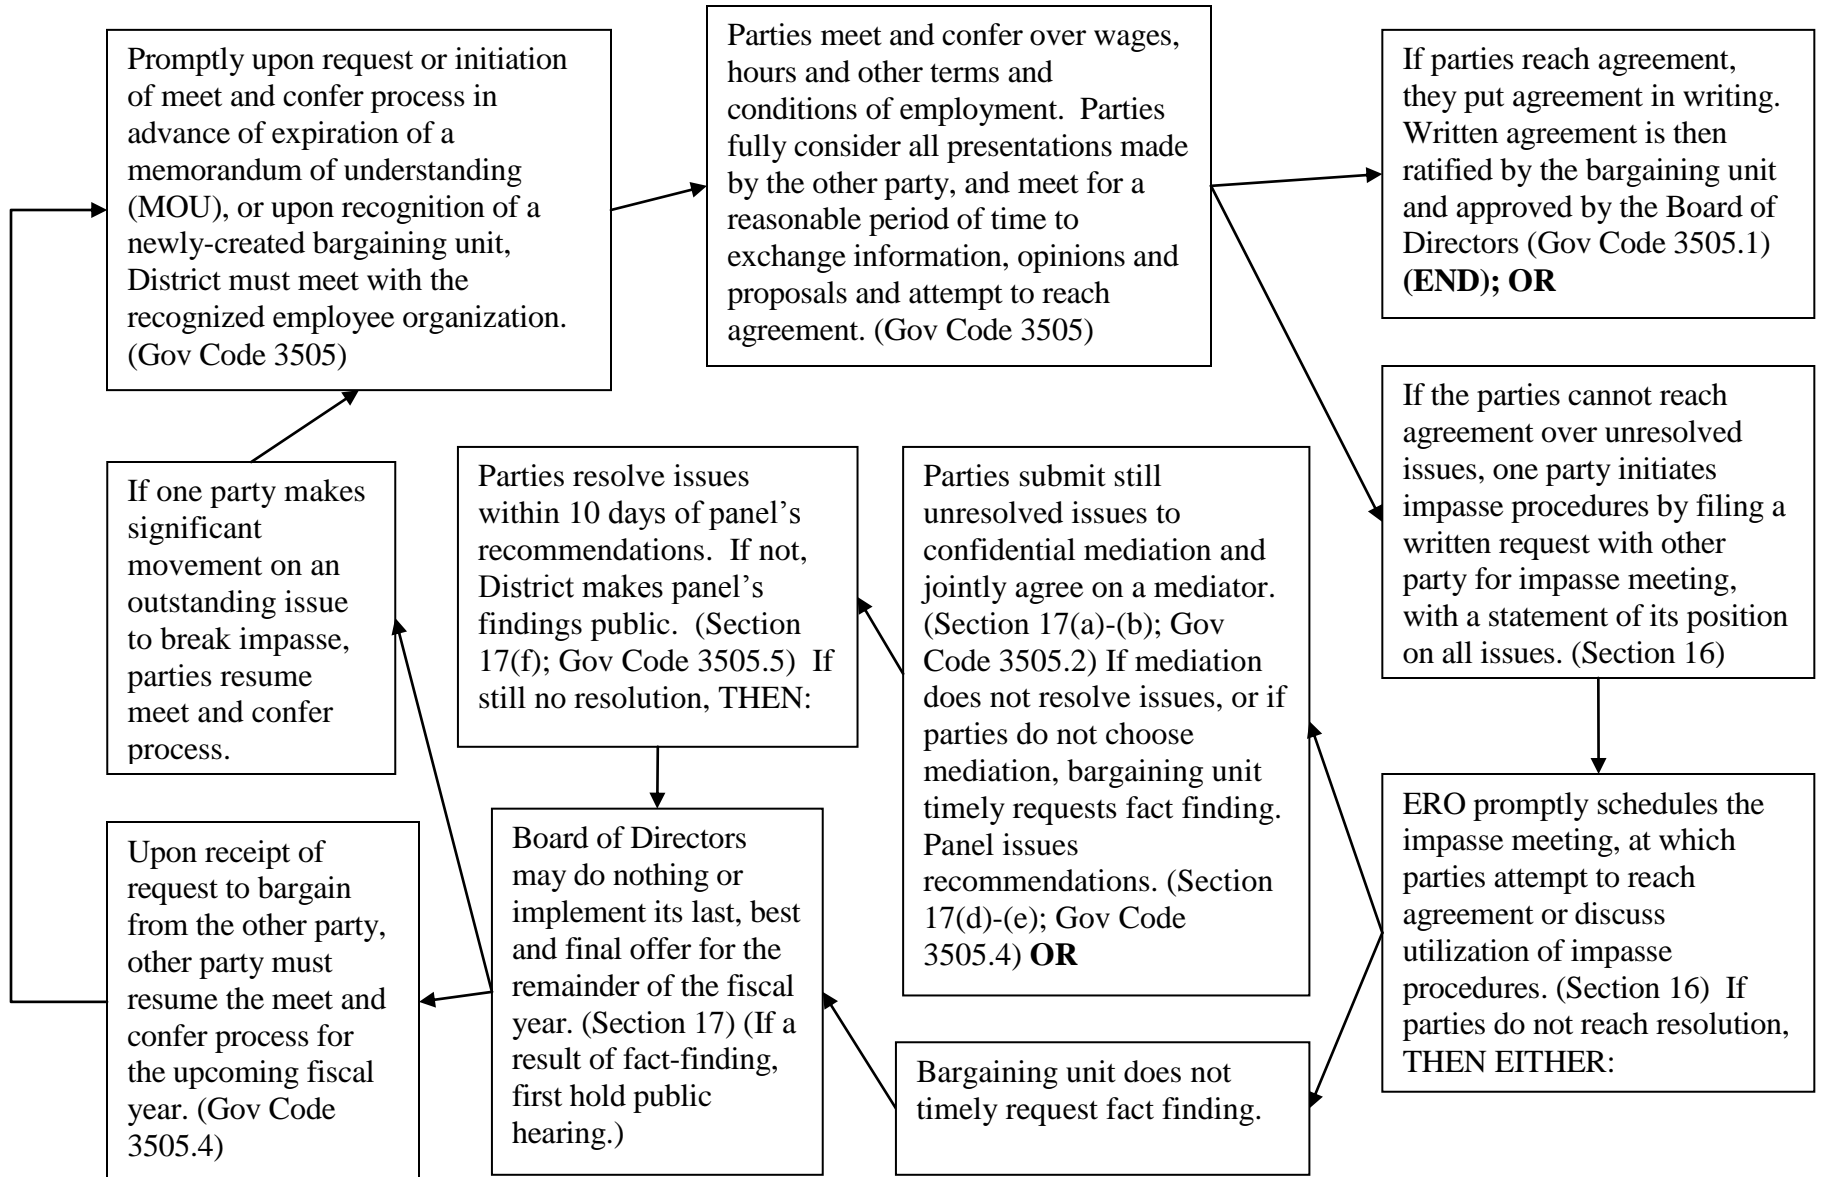 Promptly upon request or initiation
of meet and confer process in
advance of expiration of a
memorandum of understanding
(MOU), or upon recognition of a
newly-created bargaining unit,
District must meet with the
recognized employee organization.
(Gov Code 3505)
Parties meet and confer over wages,
hours and other terms and
conditions of employment.  Parties
fully consider all presentations made
by the other party, and meet for a
reasonable period of time to
exchange information, opinions and
proposals and attempt to reach
agreement. (Gov Code 3505)
If parties reach agreement,
they put agreement in writing.
Written agreement is then
ratified by the bargaining unit
and approved by the Board of
Directors (Gov Code 3505.1)
(END); OR
If the parties cannot reach
agreement over unresolved
issues, one party initiates
impasse procedures by filing a
written request with other
party for impasse meeting,
with a statement of its position
on all issues. (Section 16)
ERO promptly schedules the
impasse meeting, at which
parties attempt to reach
agreement or discuss
utilization of impasse
procedures. (Section 16)  If
parties do not reach resolution,
THEN EITHER:
Parties submit still
unresolved issues to
confidential mediation and
jointly agree on a mediator.
(Section 17(a)-(b); Gov
Code 3505.2) If mediation
does not resolve issues, or if
parties do not choose
mediation, bargaining unit
timely requests fact finding.
Panel issues
recommendations. (Section
17(d)-(e); Gov Code
3505.4) OR
Bargaining unit does not
timely request fact finding.
Parties resolve issues
within 10 days of panel’s
recommendations.  If not,
District makes panel’s
findings public.  (Section
17(f); Gov Code 3505.5)  If
still no resolution, THEN:
Board of Directors
may do nothing or
implement its last, best
and final offer for the
remainder of the fiscal
year. (Section 17) (If a
result of fact-finding,
first hold public
hearing.)
If one party makes
significant
movement on an
outstanding issue
to break impasse,
parties resume
meet and confer
process.
Upon receipt of
request to bargain
from the other party,
other party must
resume the meet and
confer process for
the upcoming fiscal
year. (Gov Code
3505.4)